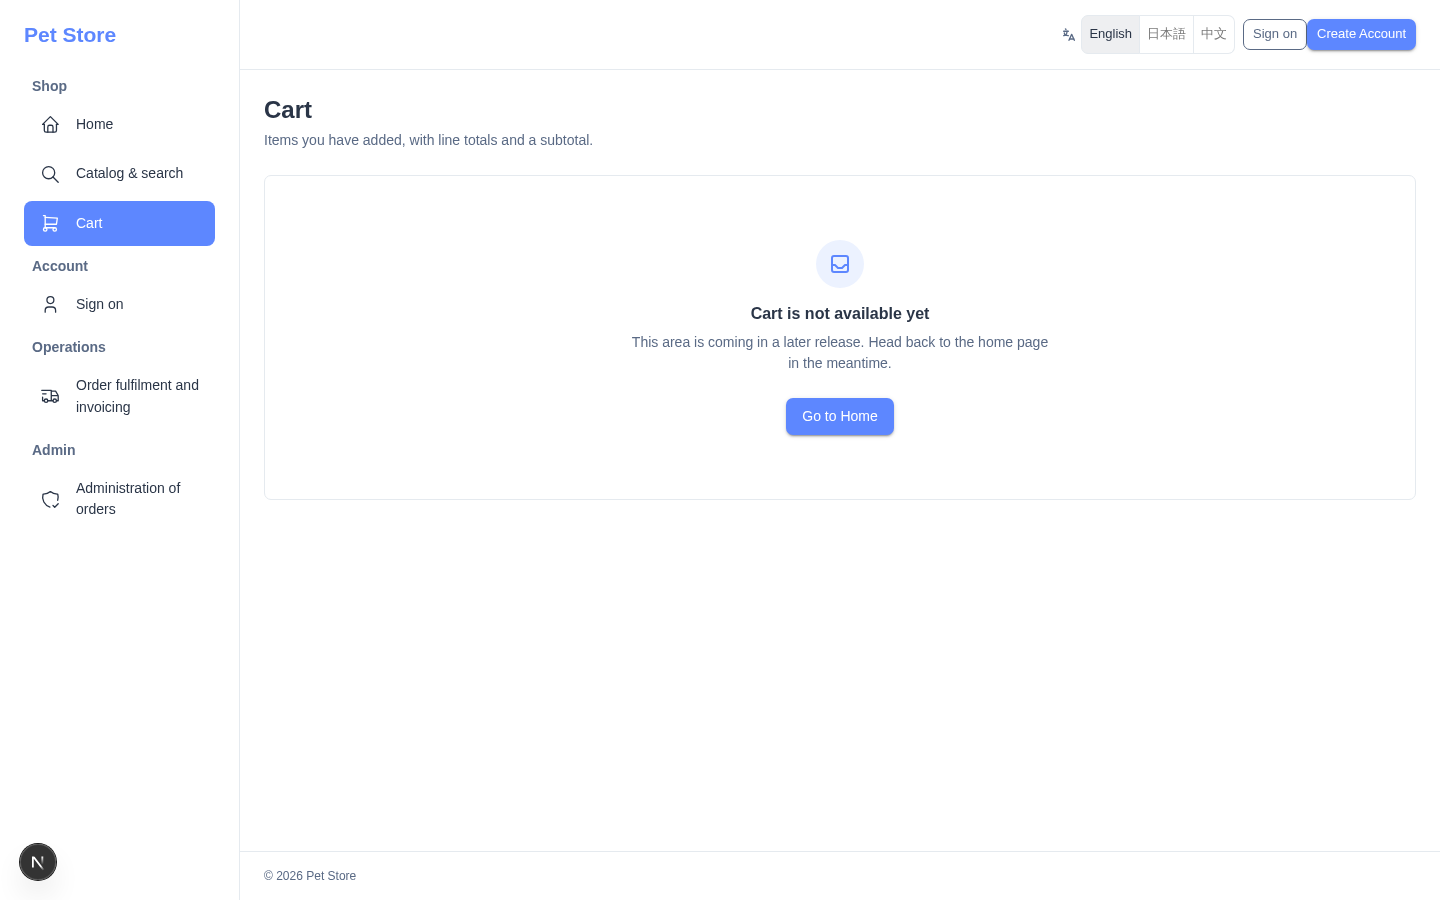 Pet Store
English
日本語
中文
Sign on
Create Account
Shop
Home
Catalog & search
Cart
Account
Sign on
Operations
Order fulfilment and
invoicing
Admin
Administration of
orders
Cart
Items you have added, with line totals and a subtotal.
Cart is not available yet
This area is coming in a later release. Head back to the home page
in the meantime.
Go to Home
© 2026 Pet Store